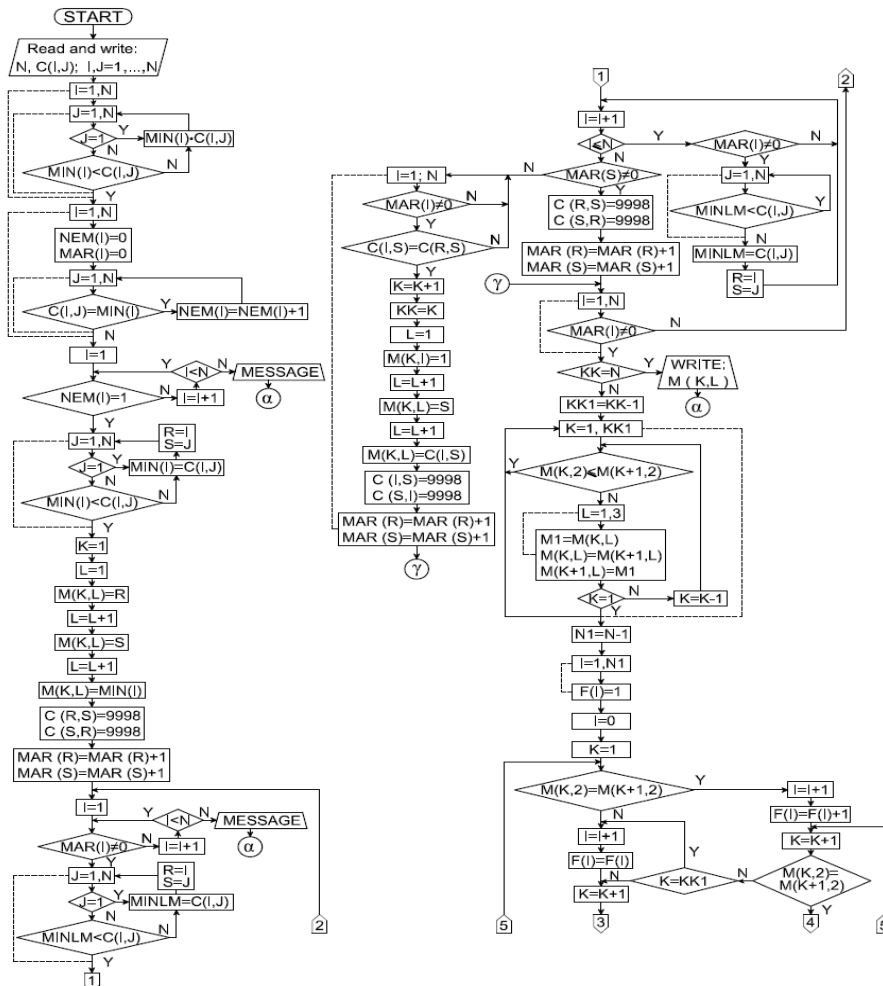 START
Read and write:
N, C(I,J); I,J=1,...,N
I=1,N
J=1,N
J=1
Y
MIN(I)=C(I,J)
N
MIN(I)<C(I,J)
N
Y
I=1,N
NEM(I)=0
MAR(I)=0
J=1,N
C(I,J)=MIN(I)
Y
NEM(I)=NEM(I)+1
N
I=1
Y
I<N
N
MESSAGE
α
NEM(I)=1
N
I=I+1
Y
J=1,N
R=I
S=J
J=1
Y
MIN(I)=C(I,J)
N
MIN(I)<C(I,J)
N
Y
K=1
L=1
M(K,L)=R
L=L+1
M(K,L)=S
L=L+1
M(K,L)=MIN(I)
C (R,S)=9998
C (S,R)=9998
MAR (R)=MAR (R)+1
MAR (S)=MAR (S)+1
I=1
Y
I<N
N
MESSAGE
α
MAR(I)≠0
N
I=I+1
Y
J=1,N
R=I
S=J
J=1
Y
MINLM=C(I,J)
N
MINLM<C(I,J)
N
Y
1
2
I=1; N
MAR(I)≠0
N
Y
C(I,S)=C(R,S)
N
Y
K=K+1
KK=K
L=1
M(K,I)=1
L=L+1
M(K,L)=S
L=L+1
M(K,L)=C(I,S)
C (I,S)=9998
C (S,I)=9998
MAR (R)=MAR (R)+1
MAR (S)=MAR (S)+1
γ
1
2
I=I+1
I⩽N
Y
MAR(I)≠0
N
N
Y
MAR(S)≠0
N
Y
J=1,N
C (R,S)=9998
C (S,R)=9998
MINLM<C(I,J)
Y
N
MAR (R)=MAR (R)+1
MAR (S)=MAR (S)+1
MINLM=C(I,J)
R=I
S=J
γ
I=1,N
MAR(I)≠0
N
Y
KK=N
Y
WRITE;
M ( K,L )
α
N
KK1=KK-1
K=1, KK1
Y
M(K,2)⩽M(K+1,2)
N
L=1,3
M1=M(K,L)
M(K,L)=M(K+1,L)
M(K+1,L)=M1
K=1
N
K=K-1
Y
N1=N-1
I=1,N1
F(I)=1
I=0
K=1
M(K,2)=M(K+1,2)
Y
I=I+1
N
F(I)=F(I)+1
I=I+1
Y
K=K+1
F(I)=F(I)
N
K=KK1
N
M(K,2)=
M(K+1,2)
K=K+1
Y
5
3
4
5